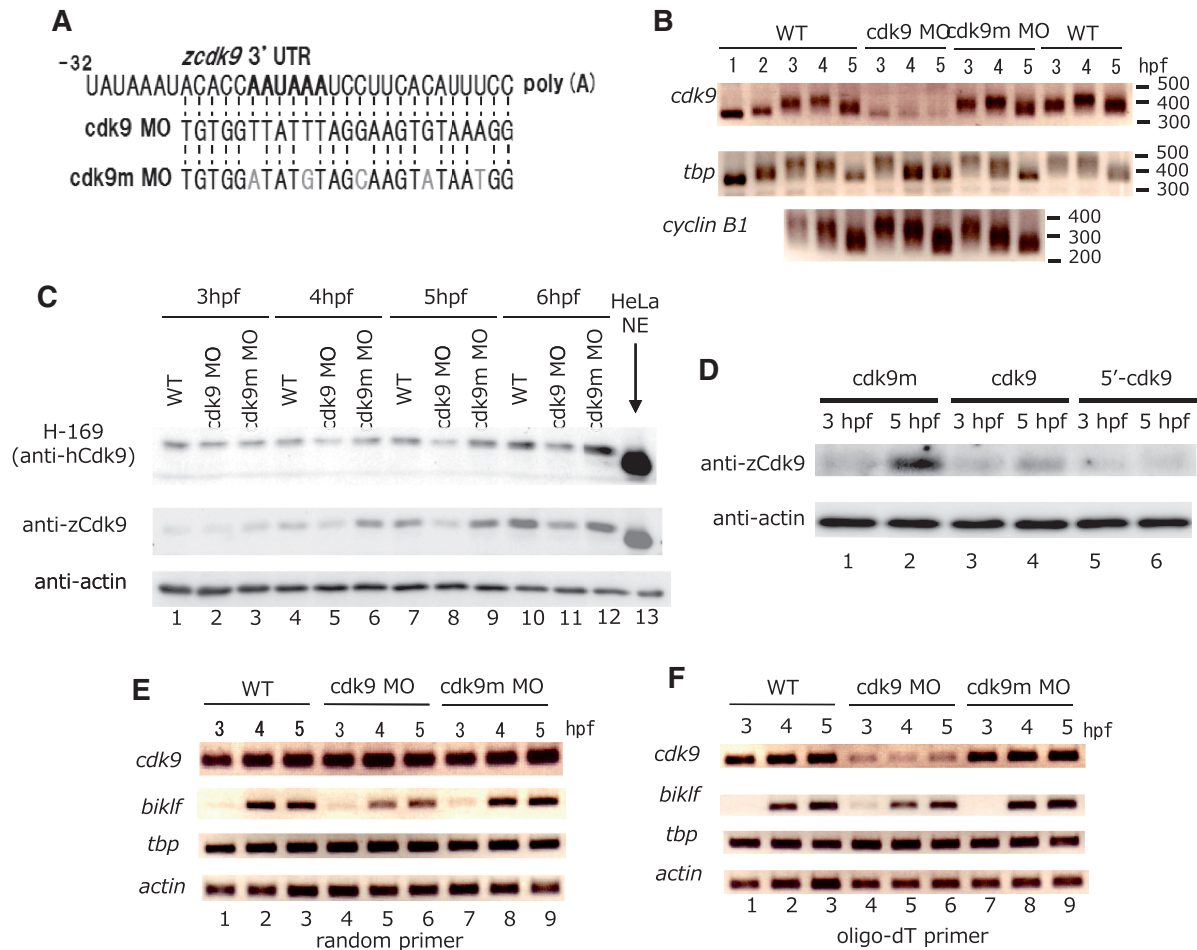 A
zcdk9 3' UTR
-32
UAUAAAUACACCAAUAAAUCCUUCACAUUUCC poly (A)
cdk9 MO TGTGGTTATTTAGGAAGTGTAAAGG
cdk9m MO TGTGGATATGTAGCAAGTATAATGG
B
WT cdk9 MO cdk9m MO WT
1 2 3 4 5 3 4 5 3 4 5 3 4 5 hpf
cdk9
500
400
300
tbp
500
400
300
cyclin B1
400
300
200
C
3hpf 4hpf 5hpf 6hpf HeLa NE
WT cdk9 MO cdk9m MO WT cdk9 MO cdk9m MO WT cdk9 MO cdk9m MO WT cdk9 MO cdk9m MO
H-169
(anti-hCdk9)
anti-zCdk9
anti-actin
1 2 3 4 5 6 7 8 9 10 11 12 13
D
cdk9m cdk9 5'-cdk9
3 hpf 5 hpf 3 hpf 5 hpf 3 hpf 5 hpf
anti-zCdk9
anti-actin
1 2 3 4 5 6
E
WT cdk9 MO cdk9m MO
3 4 5 3 4 5 3 4 5 hpf
cdk9
biklf
tbp
actin
1 2 3 4 5 6 7 8 9
random primer
F
WT cdk9 MO cdk9m MO
3 4 5 3 4 5 3 4 5 hpf
cdk9
biklf
tbp
actin
1 2 3 4 5 6 7 8 9
oligo-dT primer